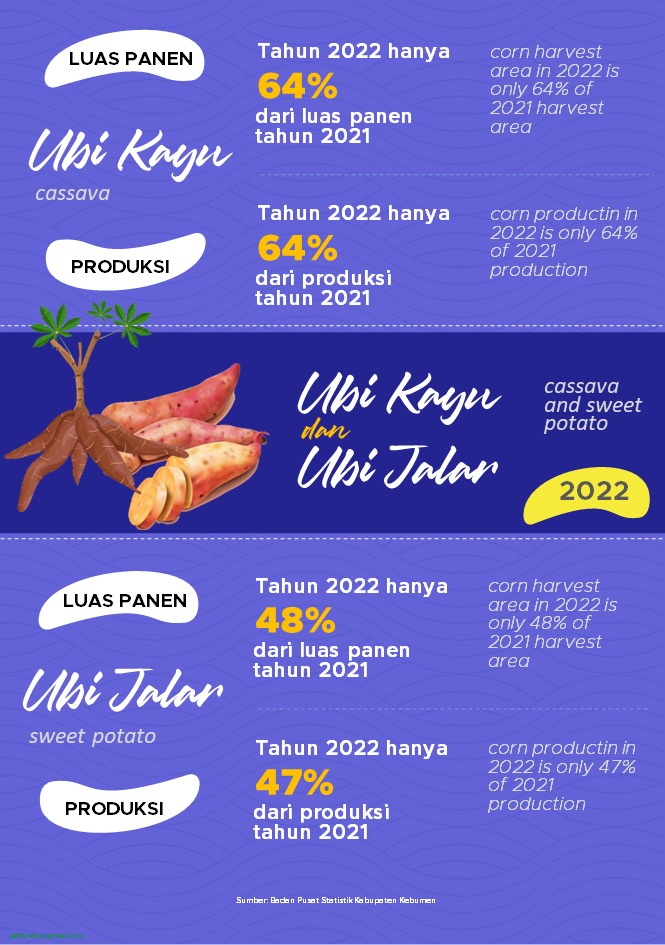 LUAS PANEN
Tahun 2022 hanya
64%
dari luas panen
tahun 2021
corn harvest
area in 2022 is
only 64% of
2021 harvest
area
Ubi Kayu
cassava
PRODUKSI
Tahun 2022 hanya
64%
dari produksi
tahun 2021
corn productin in
2022 is only 64%
of 2021
production
Ubi Kayu
dan
Ubi Jalar
cassava
and sweet
potato
2022
LUAS PANEN
Tahun 2022 hanya
48%
dari luas panen
tahun 2021
corn harvest
area in 2022 is
only 48% of
2021 harvest
area
Ubi Jalar
sweet potato
PRODUKSI
Tahun 2022 hanya
47%
dari produksi
tahun 2021
corn productin in
2022 is only 47%
of 2021
production
Sumber: Badan Pusat Statistik Kabupaten Kebumen